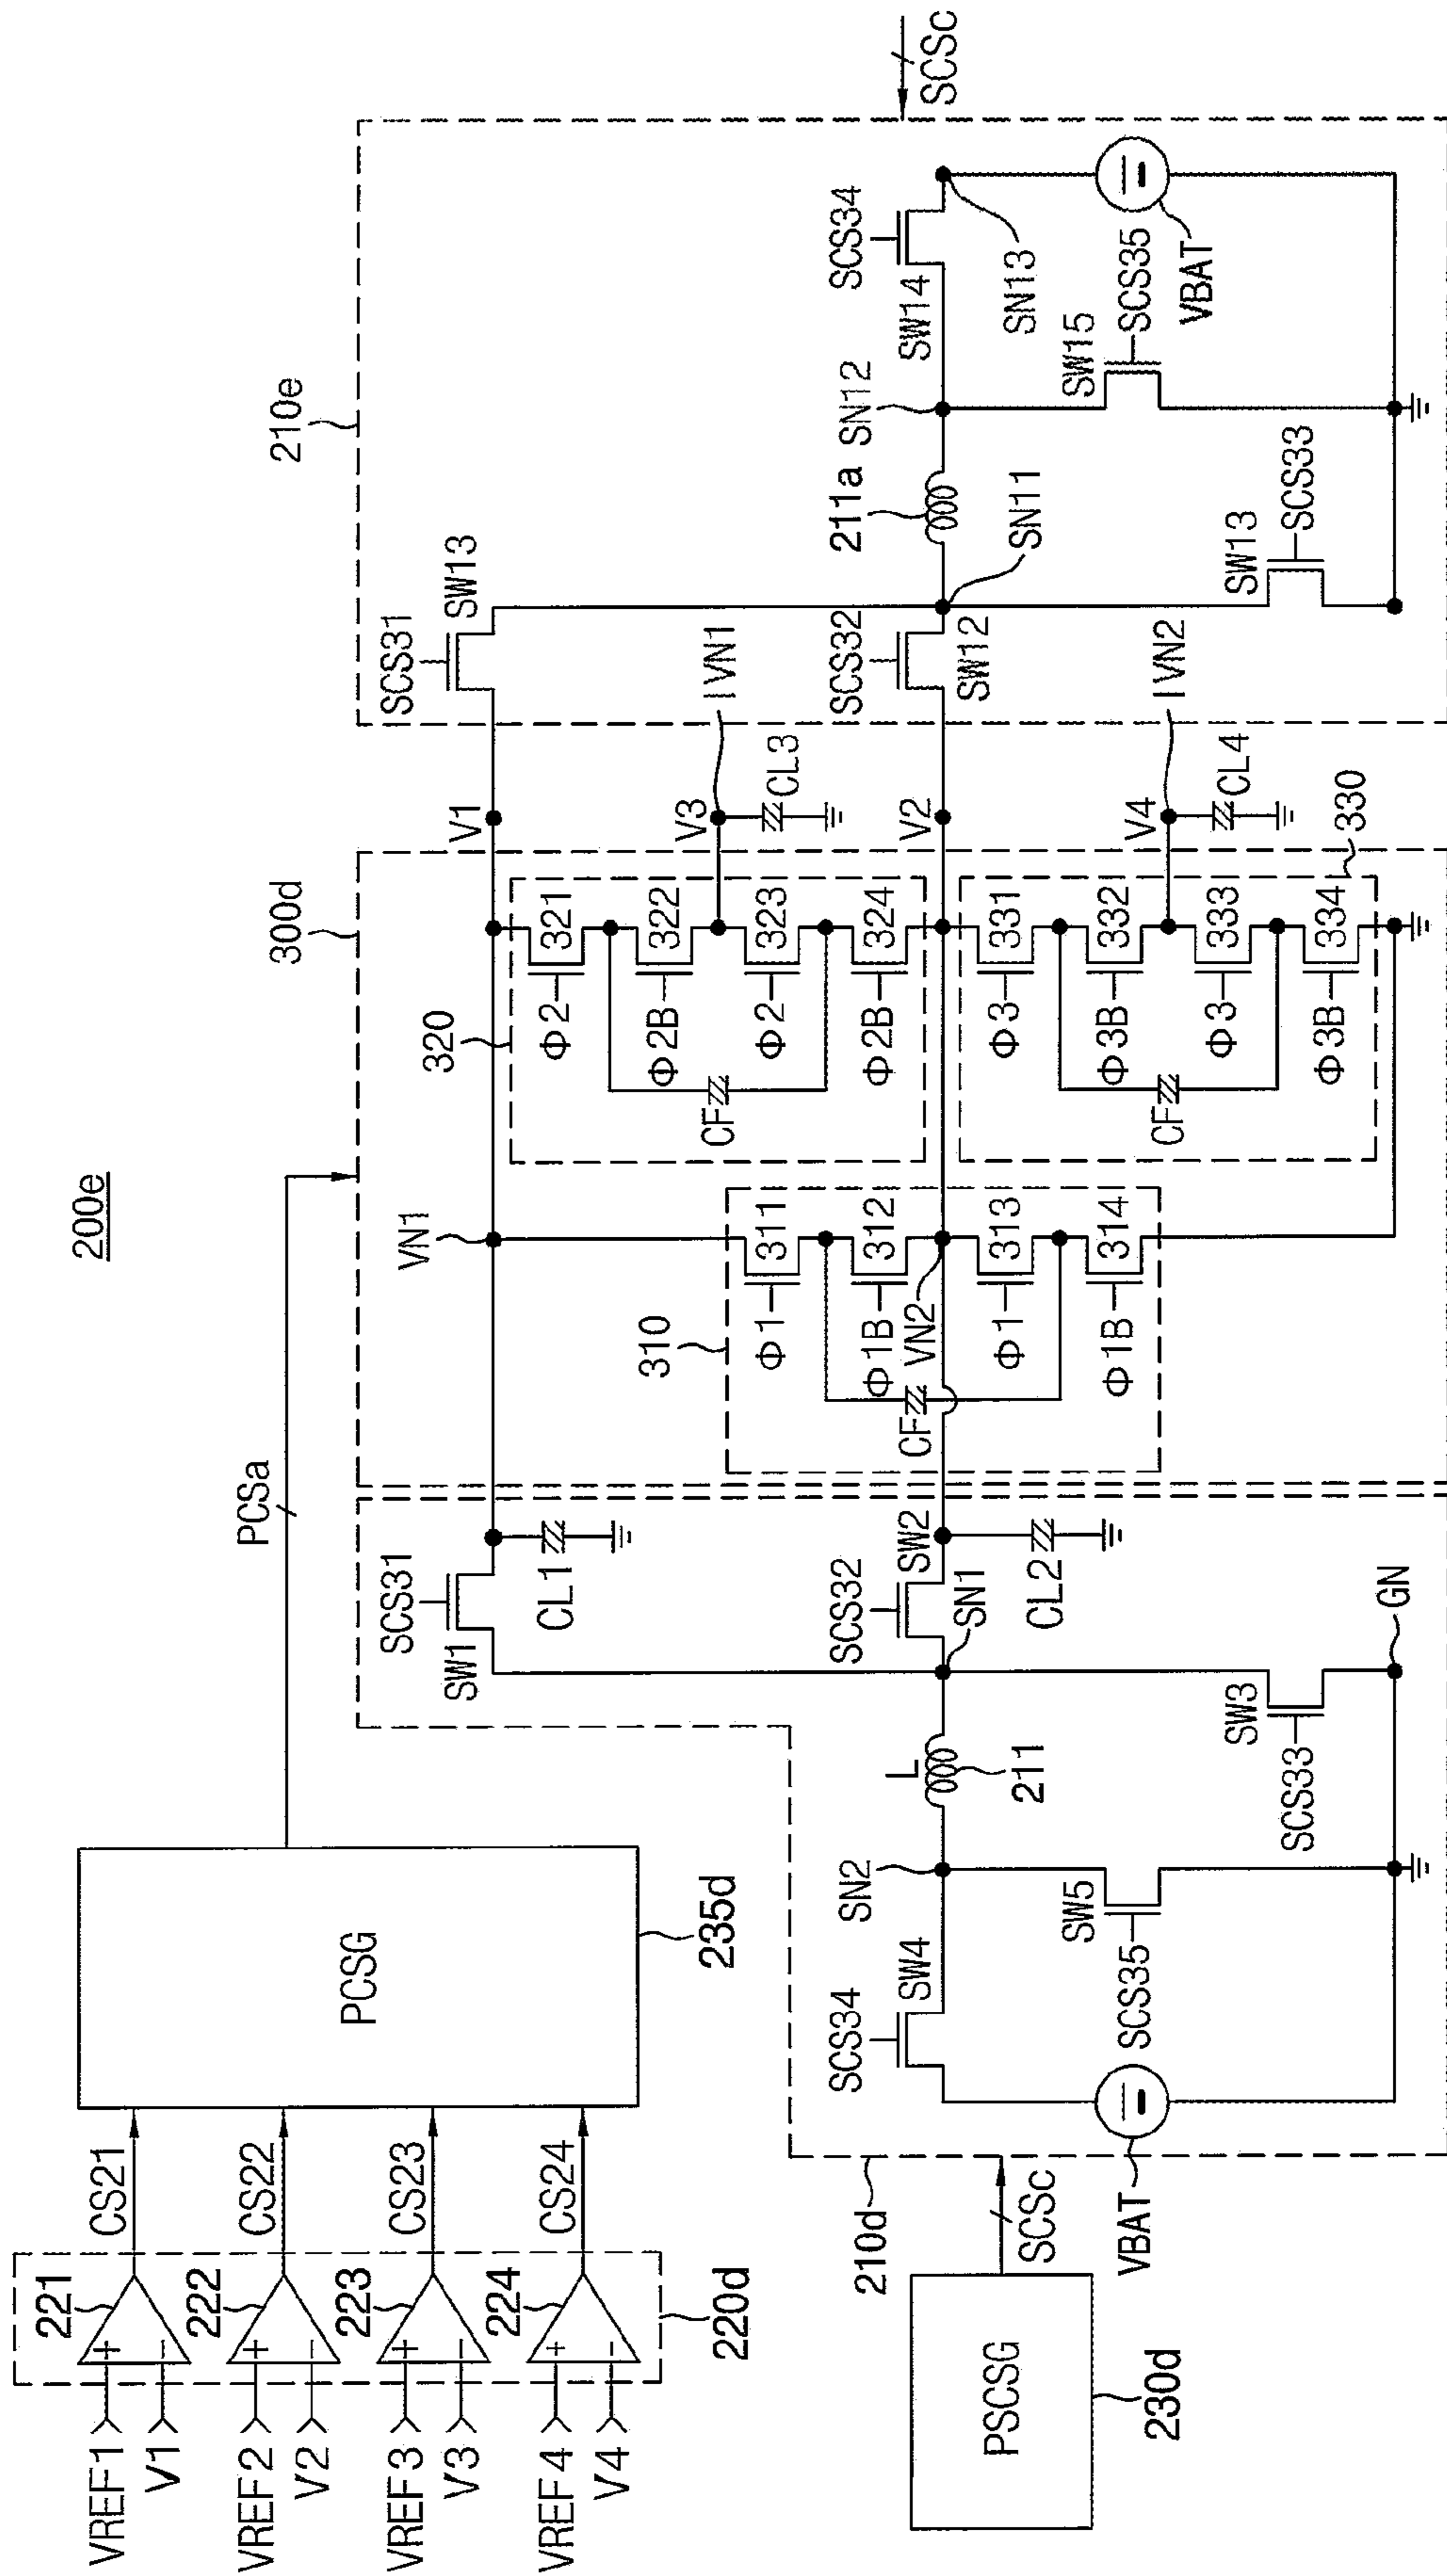 200e
VREF1
V1
VREF2
V2
VREF3
V3
VREF4
V4
221
222
223
224
220d
CS21
CS22
CS23
CS24
PCSG
235d
PCSa
PSCSG
230d
SCSc
210d
VBAT
SCS34
SW4
SCS35
SW5
SN2
L
211
SCS33
SW3
GN
SN1
SCS31
SW1
CL1
SCS32
SW2
CL2
300d
VN1
310
Φ1
311
Φ1B
312
VN2
Φ1
313
Φ1B
314
CF
320
Φ2
321
Φ2B
322
Φ2
323
Φ2B
324
CF
330
Φ3
331
Φ3B
332
Φ3
333
Φ3B
334
CF
V1
V3
IVN1
CL3
V2
V4
IVN2
CL4
210e
SCS31
SW13
SCS32
SW12
SN11
211a
SW13
SCS33
SN12
SW14
SCS34
SW15
SCS35
SN13
VBAT
SCSc